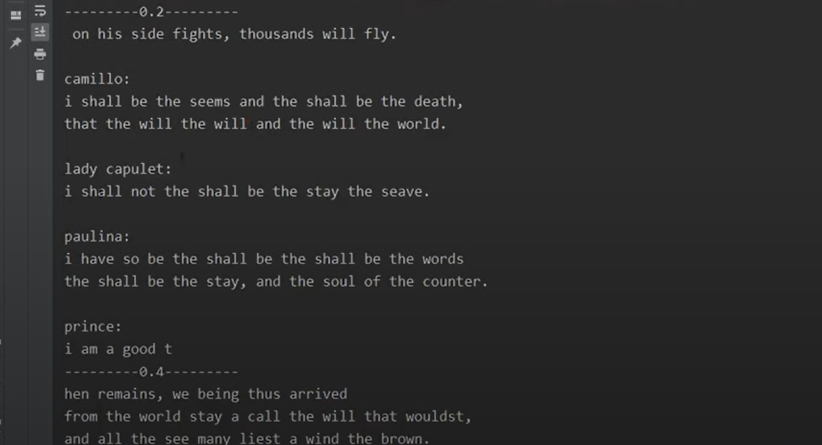 ---------0.2---------
on his side fights, thousands will fly.
camillo:
i shall be the seems and the shall be the death,
that the will the will and the will the world.
lady capulet:
i shall not the shall be the stay the seave.
paulina:
i have so be the shall be the shall be the words
the shall be the stay, and the soul of the counter.
prince:
i am a good t
---------0.4---------
hen remains, we being thus arrived
from the world stay a call the will that wouldst,
and all the see many liest a wind the brown.